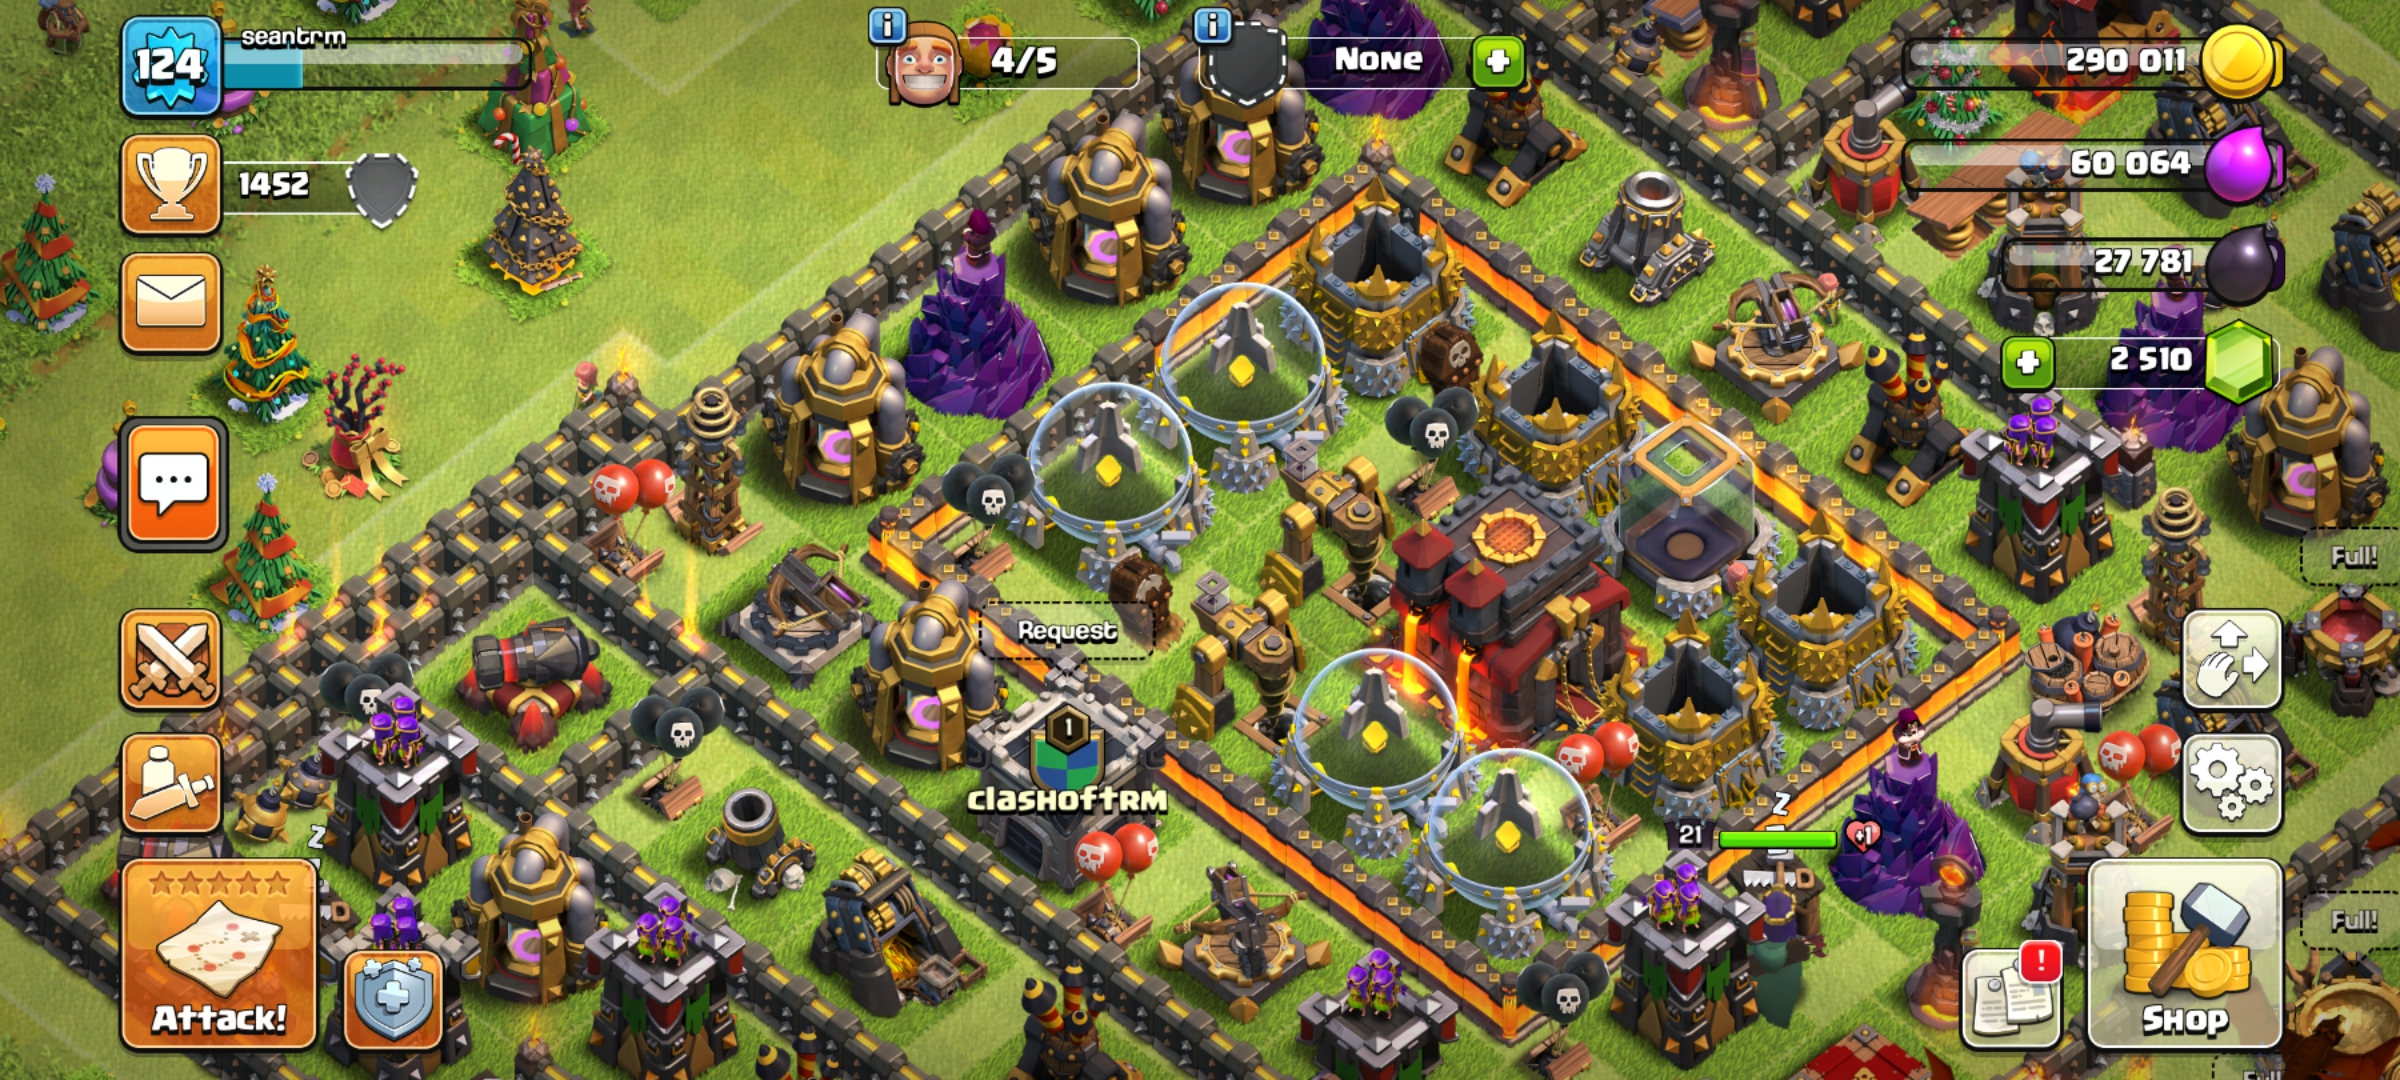 124
seantrm
4/5
None
290 011
1452
60 064
27 781
2 510
Full!
Request
1
clashoftRM
z
21
+1
z
Full!
Attack!
!
Shop